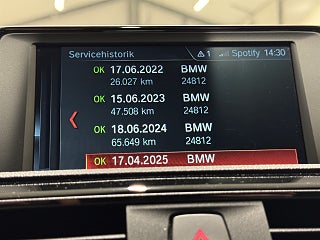 Servicehistorik ⚠ 1 Spotify 14:30
OK 17.06.2022 BMW
26.027 km 24812
OK 15.06.2023 BMW
47.508 km 24812
OK 18.06.2024 BMW
65.649 km 24812
OK 17.04.2025 BMW